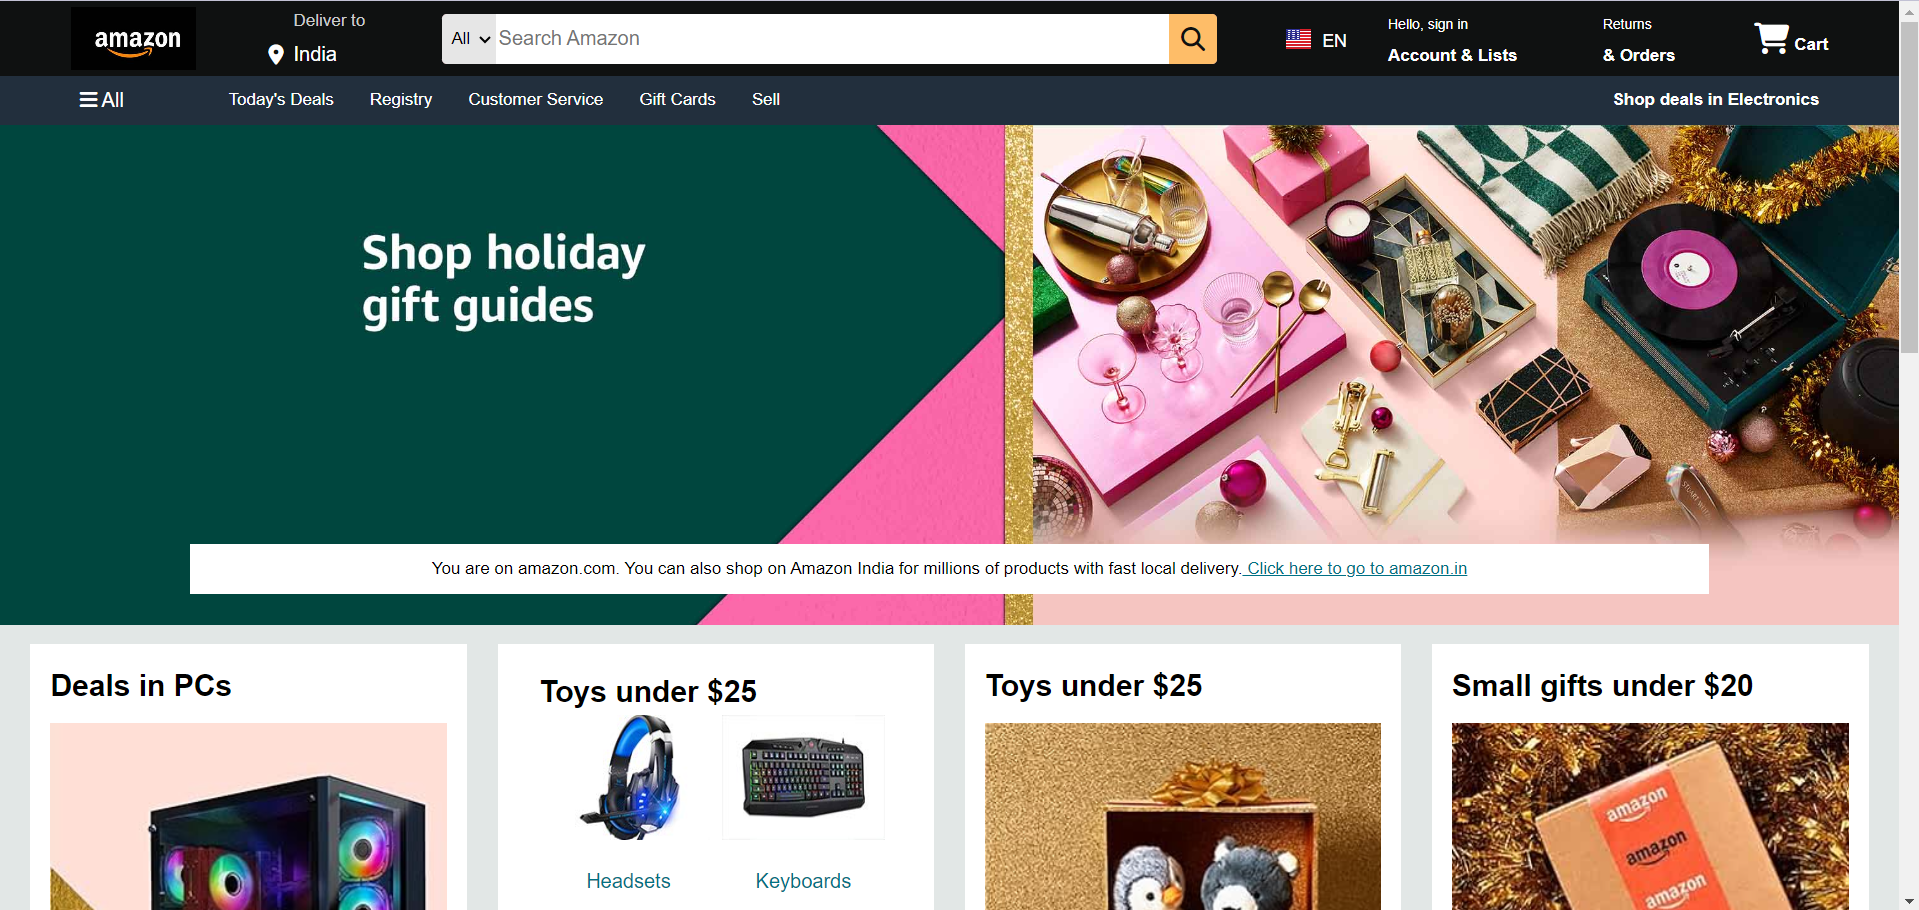 amazon
Deliver to
India
All
Search Amazon
EN
Hello, sign in
Account & Lists
Returns
& Orders
Cart
All
Today's Deals
Registry
Customer Service
Gift Cards
Sell
Shop deals in Electronics
Shop holiday
gift guides
You are on amazon.com. You can also shop on Amazon India for millions of products with fast local delivery. Click here to go to amazon.in
Deals in PCs
Toys under $25
Headsets
Keyboards
Toys under $25
Small gifts under $20
amazon
amazon
amazon